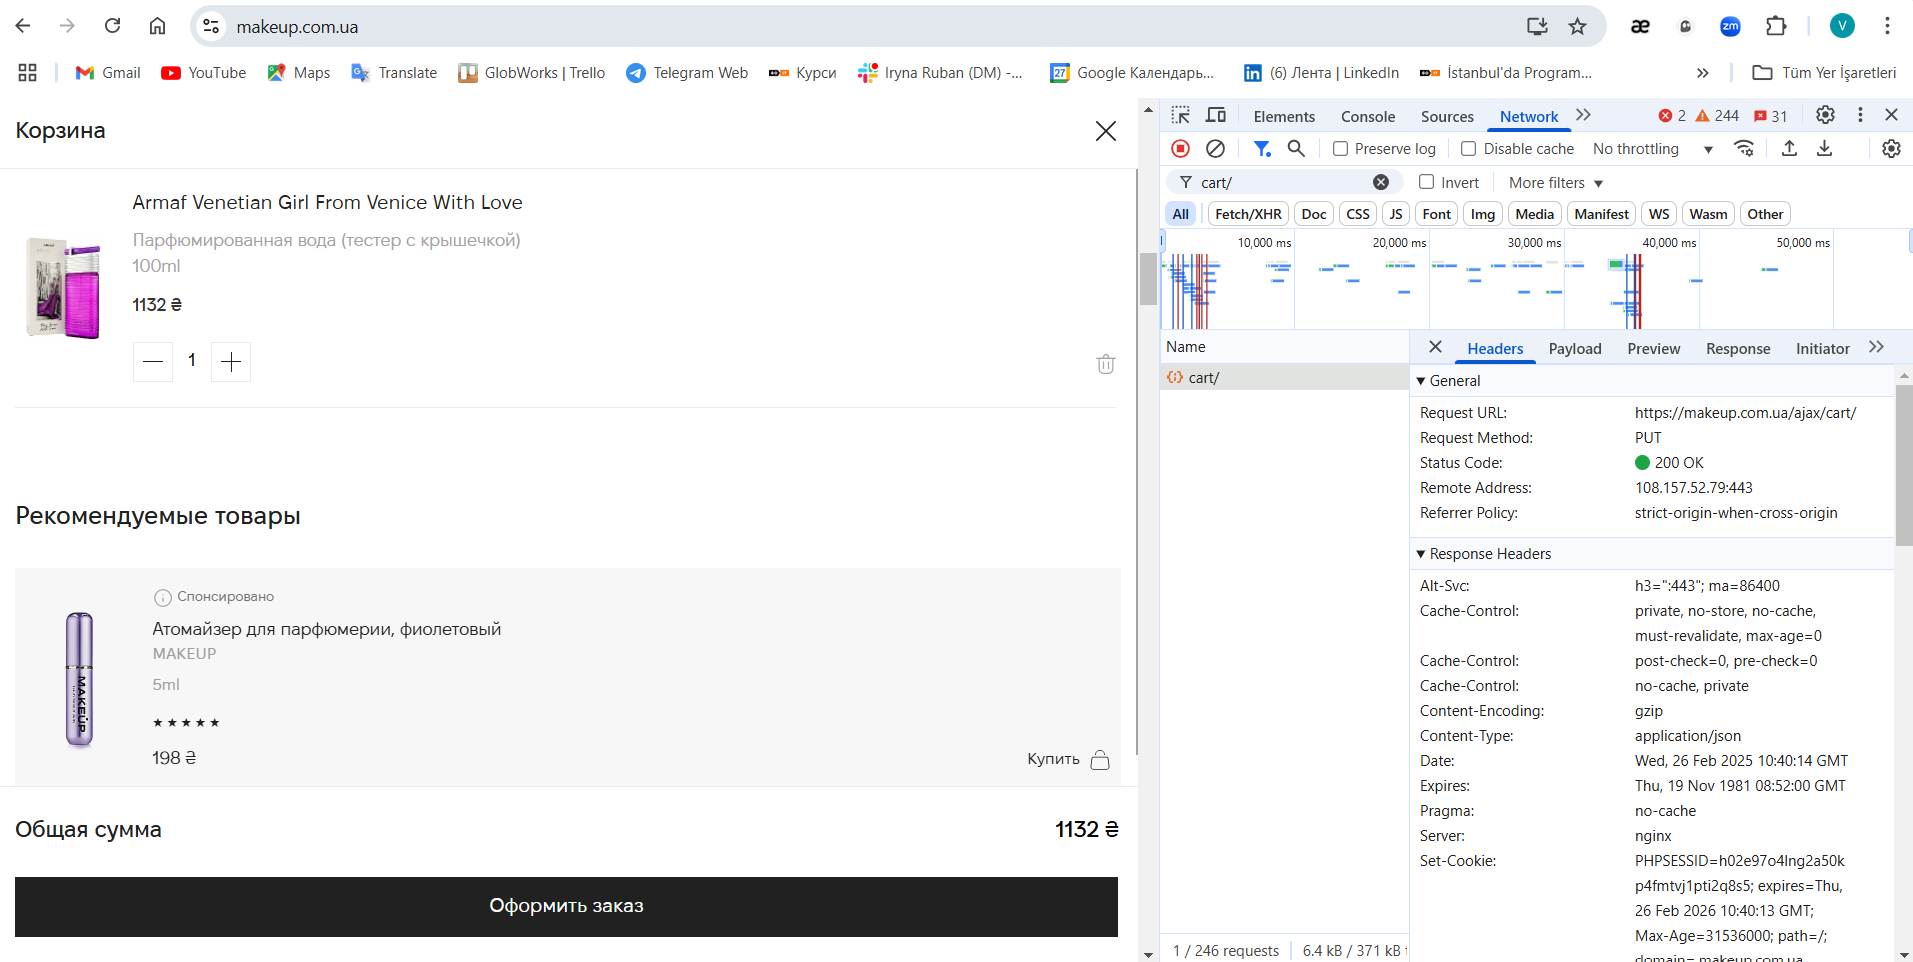 makeup.com.ua
æ
zm
V
Gmail
YouTube
Maps
Translate
GlobWorks | Trello
Telegram Web
Курси
Iryna Ruban (DM) -...
27
Google Календарь...
(6) Лента | LinkedIn
İstanbul'da Program...
»
Tüm Yer İşaretleri
Корзина
Armaf Venetian Girl From Venice With Love
Парфюмированная вода (тестер с крышечкой)
100ml
1132 ₴
1
Рекомендуемые товары
Спонсировано
Атомайзер для парфюмерии, фиолетовый
MAKEUP
5ml
★★★★★
198 ₴
Купить
MAKEUP
Общая сумма
1132 ₴
Оформить заказ
Elements Console Sources Network » 2 244 31
Preserve log Disable cache No throttling
cart/ Invert More filters
All Fetch/XHR Doc CSS JS Font Img Media Manifest WS Wasm Other
10,000 ms 20,000 ms 30,000 ms 40,000 ms 50,000 ms
Name
cart/
Headers Payload Preview Response Initiator »
General
Request URL: https://makeup.com.ua/ajax/cart/
Request Method: PUT
Status Code: 200 OK
Remote Address: 108.157.52.79:443
Referrer Policy: strict-origin-when-cross-origin
Response Headers
Alt-Svc: h3=":443"; ma=86400
Cache-Control: private, no-store, no-cache,
must-revalidate, max-age=0
Cache-Control: post-check=0, pre-check=0
Cache-Control: no-cache, private
Content-Encoding: gzip
Content-Type: application/json
Date: Wed, 26 Feb 2025 10:40:14 GMT
Expires: Thu, 19 Nov 1981 08:52:00 GMT
Pragma: no-cache
Server: nginx
Set-Cookie: PHPSESSID=h02e97o4lng2a50k
p4fmtvj1pti2q8s5; expires=Thu,
26 Feb 2026 10:40:13 GMT;
Max-Age=31536000; path=/;
domain=.makeup.com.ua
1 / 246 requests 6.4 kB / 371 kB